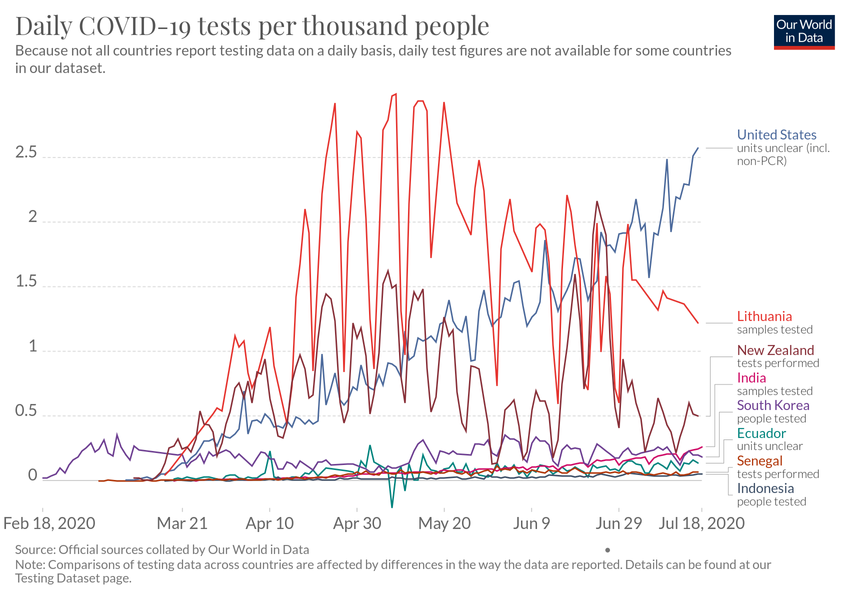 Daily COVID-19 tests per thousand people
Our World
in Data
Because not all countries report testing data on a daily basis, daily test figures are not available for some countries
in our dataset.
2.5
2
1.5
1
0.5
0
United States
units unclear (incl.
non-PCR)
Lithuania
samples tested
New Zealand
tests performed
India
samples tested
South Korea
people tested
Ecuador
units unclear
Senegal
tests performed
Indonesia
people tested
Feb 18, 2020
Mar 21
Apr 10
Apr 30
May 20
Jun 9
Jun 29
Jul 18, 2020
Source: Official sources collated by Our World in Data
Note: Comparisons of testing data across countries are affected by differences in the way the data are reported. Details can be found at our
Testing Dataset page.